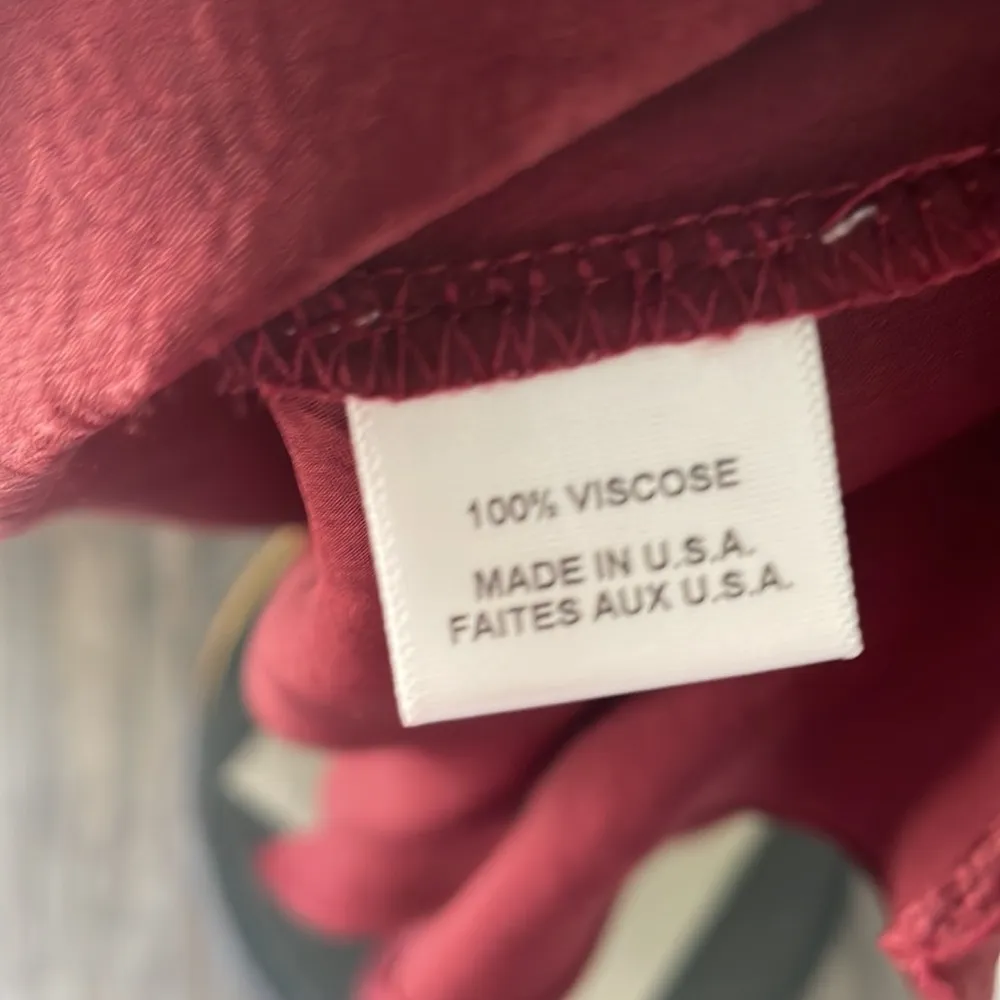 100% VISCOSE
MADE IN U.S.A.
FAITES AUX U.S.A.